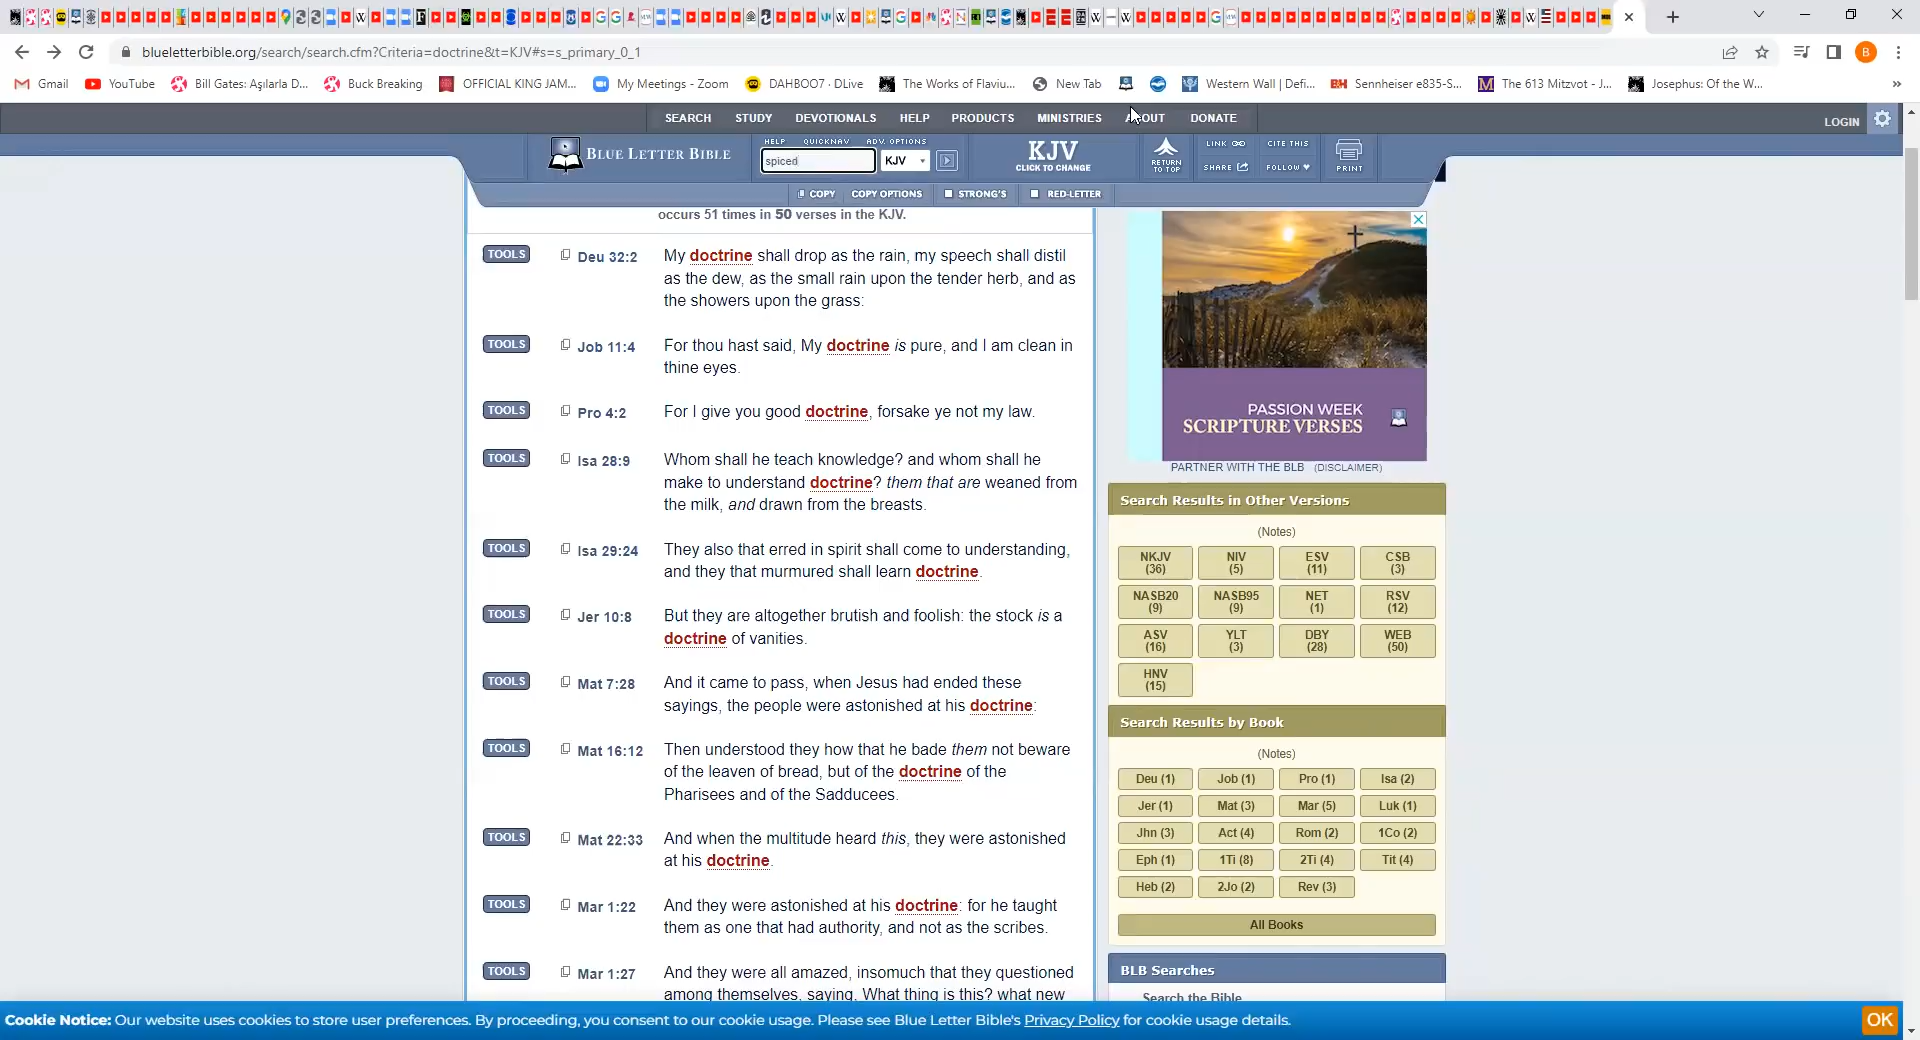 blueletterbible.org/search/search.cfm?Criteria=doctrine&t=KJV#s=s_primary_0_1
B
Gmail YouTube Bill Gates: Aşılarla D... Buck Breaking OFFICIAL KING JAM... My Meetings - Zoom DAHBOO7 · DLive The Works of Flaviu... New Tab Western Wall | Defi... Sennheiser e835-S... The 613 Mitzvot - J... Josephus: Of the W... »
SEARCH STUDY DEVOTIONALS HELP PRODUCTS MINISTRIES DONATE
LOGIN
HELP QUICKNAV ADV. OPTIONS
BLUE LETTER BIBLE
spiced KJV
KJV
CLICK TO CHANGE
RETURN
TO TOP
LINK CITE THIS
SHARE FOLLOW
PRINT
COPY COPY OPTIONS STRONG'S RED-LETTER
occurs 51 times in 50 verses in the KJV.
TOOLS Deu 32:2 My doctrine shall drop as the rain, my speech shall distil
as the dew, as the small rain upon the tender herb, and as
the showers upon the grass:
TOOLS Job 11:4 For thou hast said, My doctrine is pure, and I am clean in
thine eyes.
TOOLS Pro 4:2 For I give you good doctrine, forsake ye not my law.
TOOLS Isa 28:9 Whom shall he teach knowledge? and whom shall he
make to understand doctrine? them that are weaned from
the milk, and drawn from the breasts.
TOOLS Isa 29:24 They also that erred in spirit shall come to understanding,
and they that murmured shall learn doctrine.
TOOLS Jer 10:8 But they are altogether brutish and foolish: the stock is a
doctrine of vanities.
TOOLS Mat 7:28 And it came to pass, when Jesus had ended these
sayings, the people were astonished at his doctrine:
TOOLS Mat 16:12 Then understood they how that he bade them not beware
of the leaven of bread, but of the doctrine of the
Pharisees and of the Sadducees.
TOOLS Mat 22:33 And when the multitude heard this, they were astonished
at his doctrine.
TOOLS Mar 1:22 And they were astonished at his doctrine: for he taught
them as one that had authority, and not as the scribes.
TOOLS Mar 1:27 And they were all amazed, insomuch that they questioned
among themselves, saying, What thing is this? what new
PASSION WEEK
SCRIPTURE VERSES
PARTNER WITH THE BLB (DISCLAIMER)
Search Results in Other Versions
(Notes)
NKJV NIV ESV CSB
(36) (5) (11) (3)
NASB20 NASB95 NET RSV
(9) (9) (1) (12)
ASV YLT DBY WEB
(16) (3) (28) (50)
HNV
(15)
Search Results by Book
(Notes)
Deu (1) Job (1) Pro (1) Isa (2)
Jer (1) Mat (3) Mar (5) Luk (1)
Jhn (3) Act (4) Rom (2) 1Co (2)
Eph (1) 1Ti (8) 2Ti (4) Tit (4)
Heb (2) 2Jo (2) Rev (3)
All Books
BLB Searches
Search the Bible
Cookie Notice: Our website uses cookies to store user preferences. By proceeding, you consent to our cookie usage. Please see Blue Letter Bible's Privacy Policy for cookie usage details.
OK